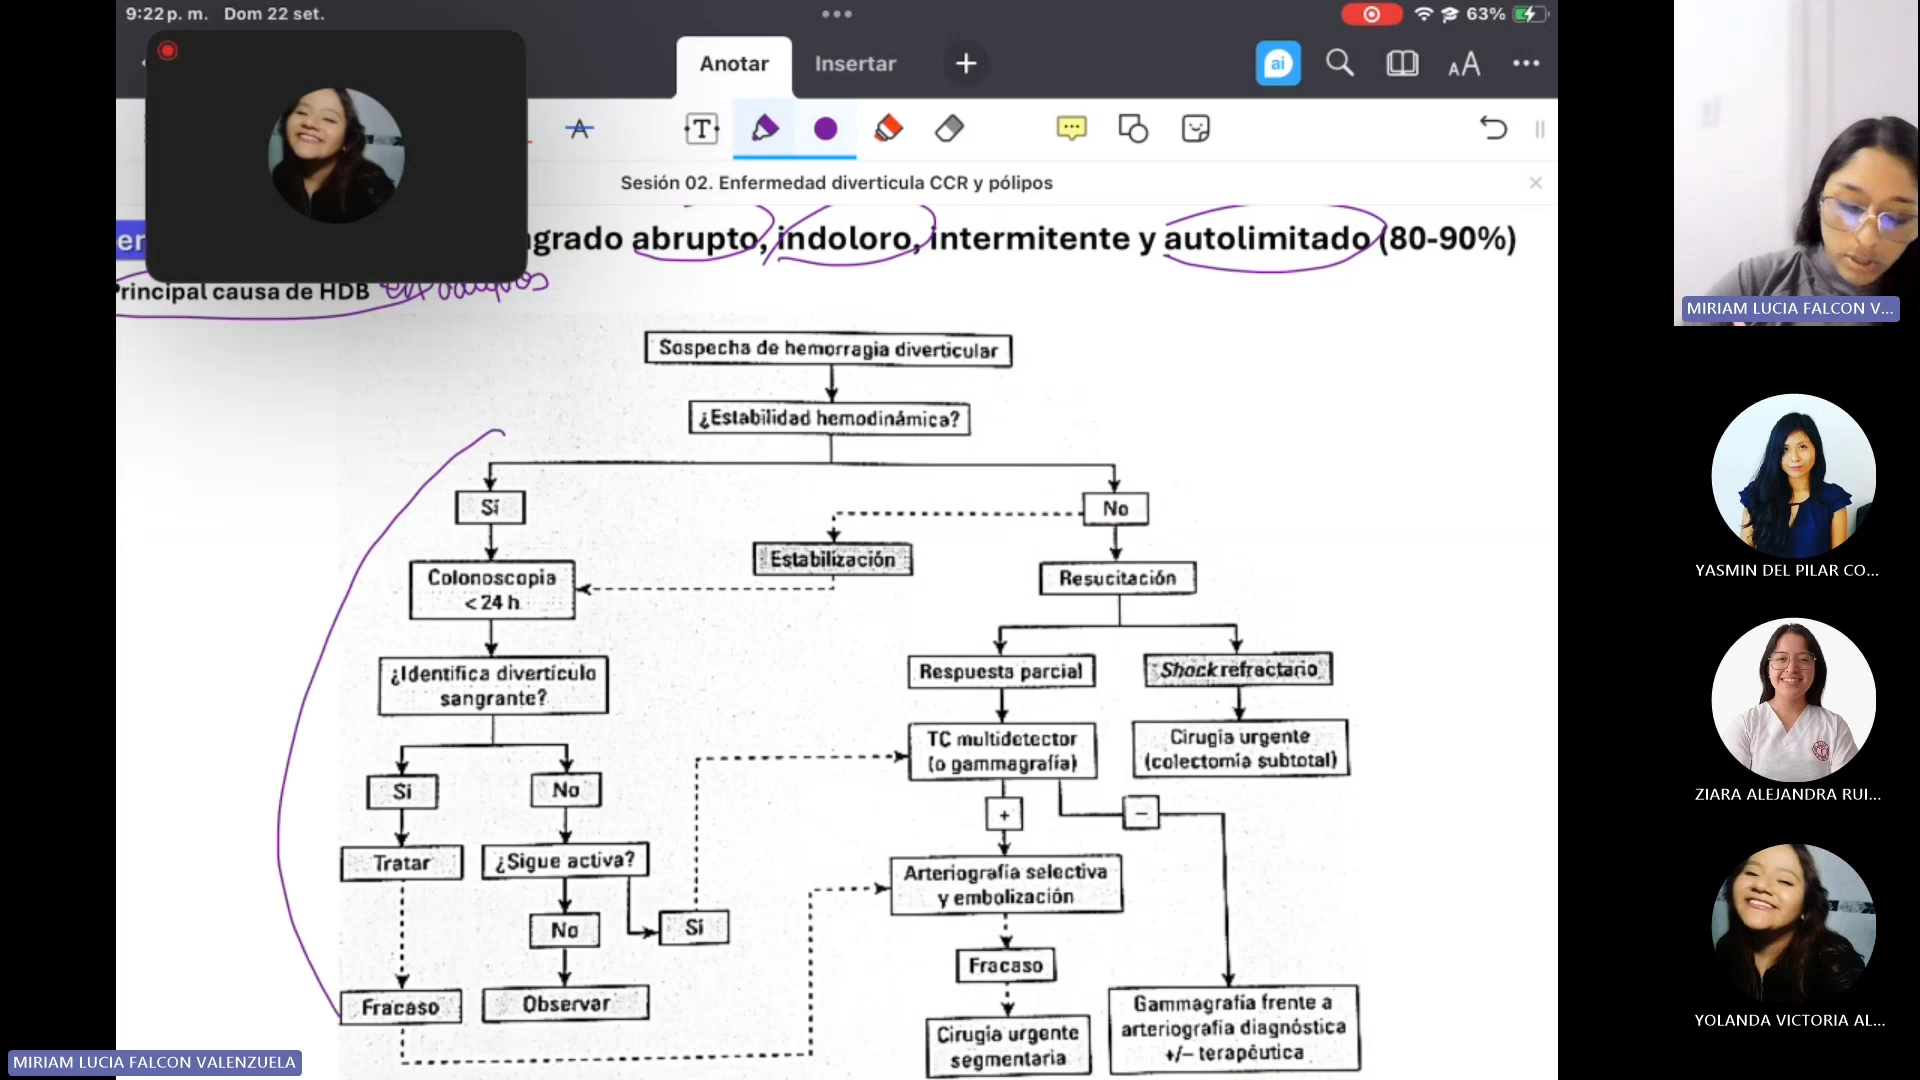 9:22 p. m. Dom 22 set.
63%
Anotar
Insertar
ai
AA
T
A
Sesión 02. Enfermedad diverticula CCR y pólipos
grado abrupto, indoloro, intermitente y autolimitado (80-90%)
Principal causa de HDB
Sospecha de hemorragia diverticular
¿Estabilidad hemodinámica?
Sí
No
Estabilización
Colonoscopia
< 24 h
Resucitación
¿Identifica divertículo
sangrante?
Respuesta parcial
Shock refractario
TC multidetector
(o gammagrafía)
Cirugía urgente
(colectomía subtotal)
Sí
No
+
−
Tratar
¿Sigue activa?
Arteriografía selectiva
y embolización
No
Sí
Fracaso
Fracaso
Observar
Cirugía urgente
segmentaria
Gammagrafía frente a
arteriografía diagnóstica
+/− terapéutica
MIRIAM LUCIA FALCON VALENZUELA
MIRIAM LUCIA FALCON V...
YASMIN DEL PILAR CO...
ZIARA ALEJANDRA RUI...
YOLANDA VICTORIA AL...